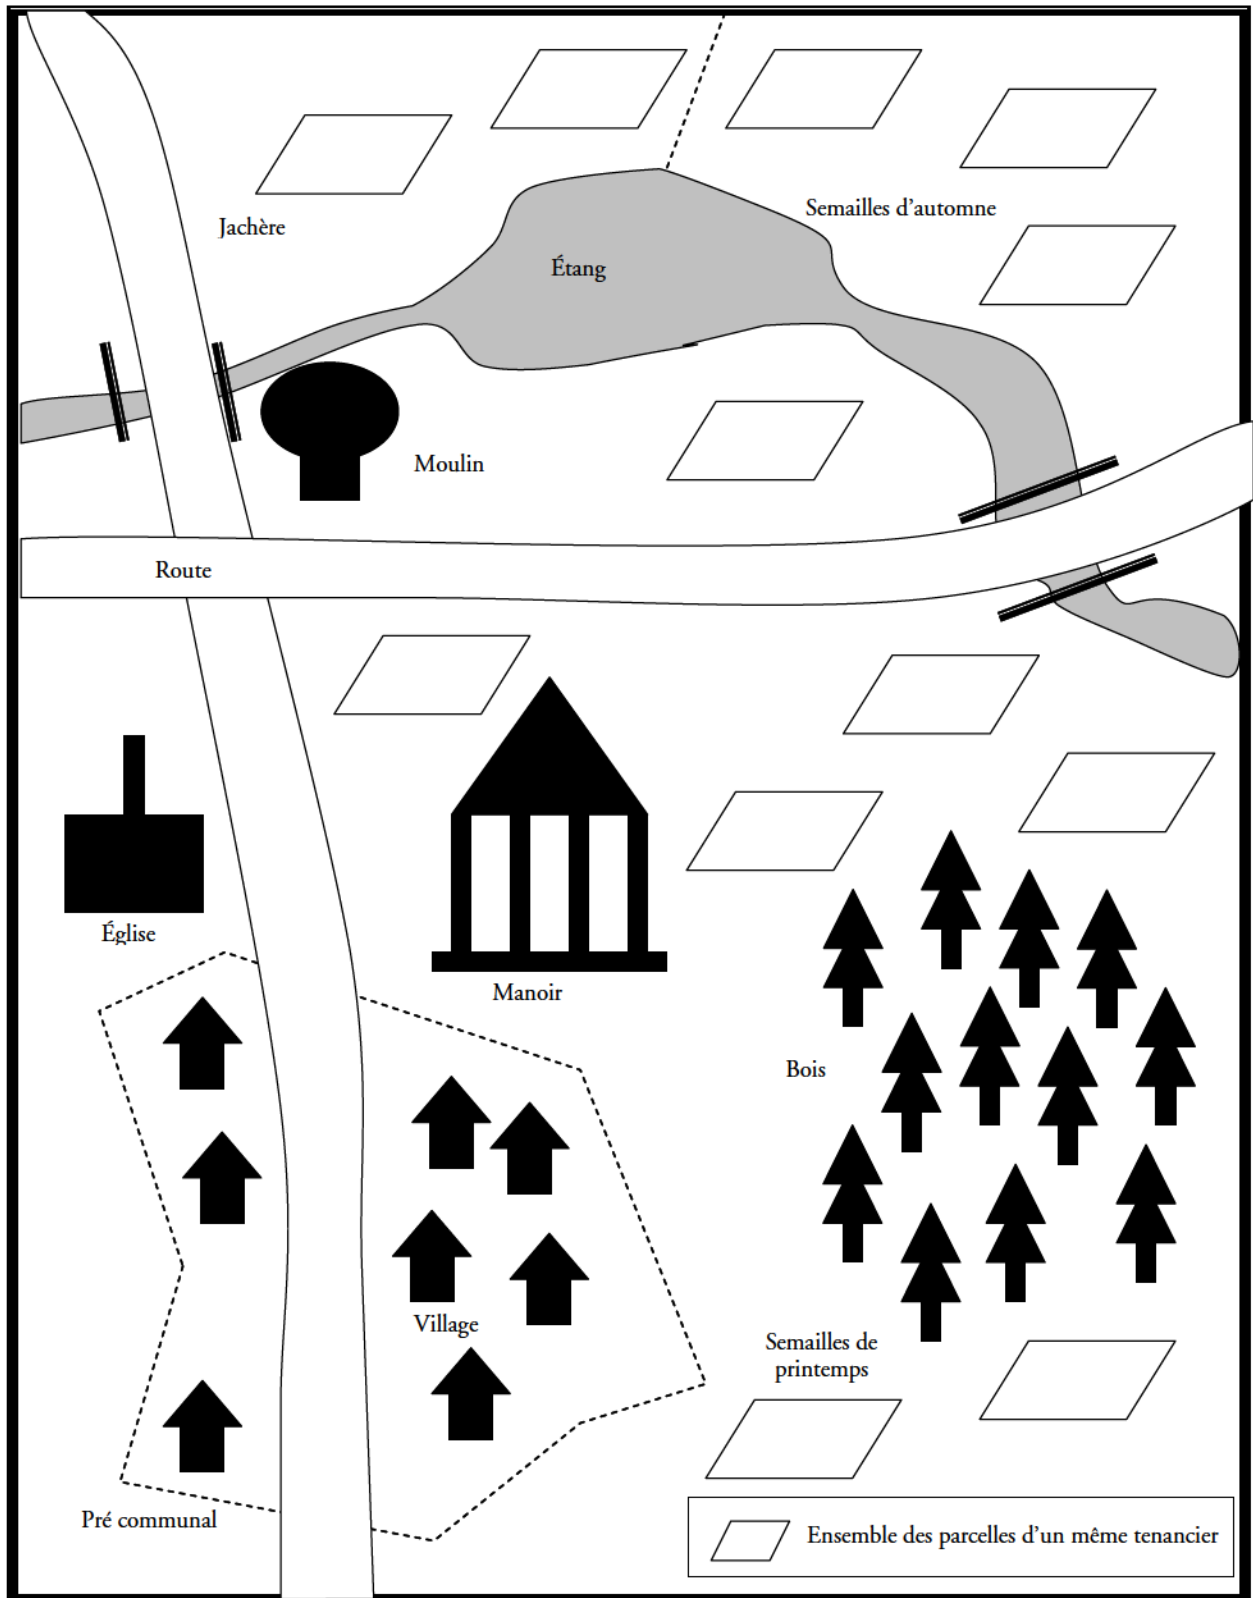 Jachère
Semailles d’automne
Étang
Moulin
Route
Église
Manoir
Bois
Village
Semailles de
printemps
Pré communal
Ensemble des parcelles d’un même tenancier